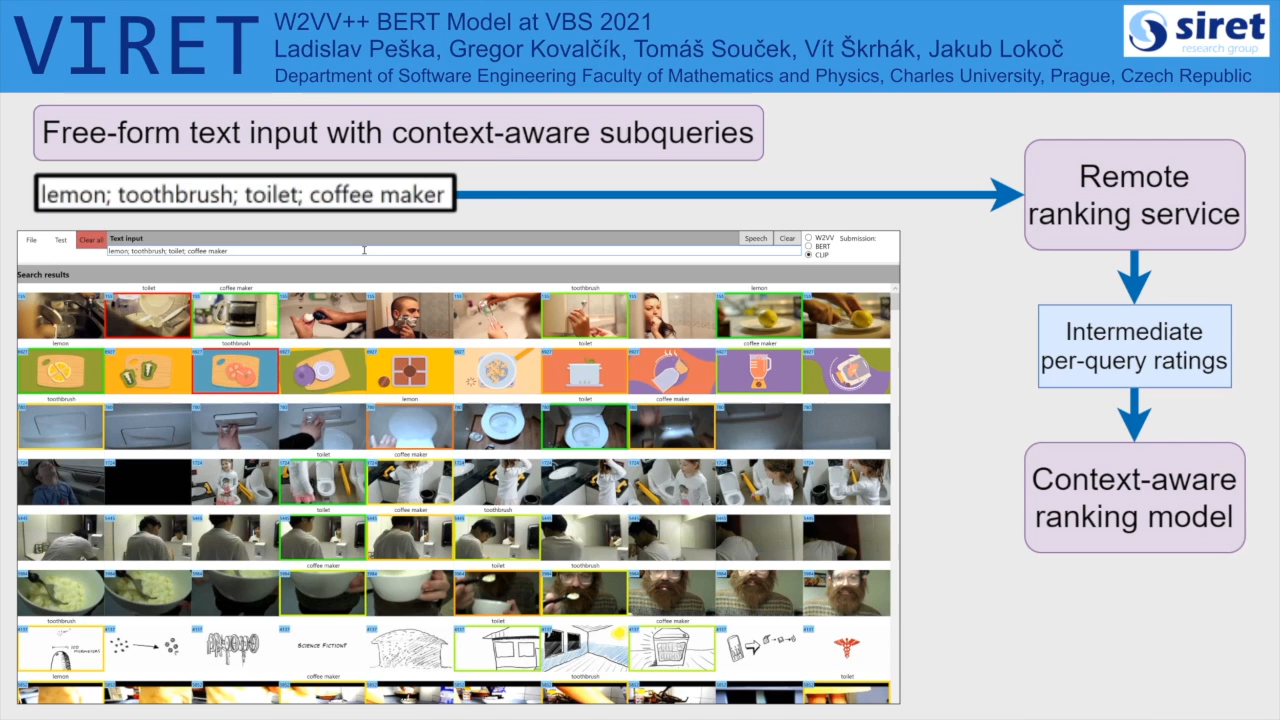 VIRET
W2VV++ BERT Model at VBS 2021
Ladislav Peška, Gregor Kovalčík, Tomáš Souček, Vít Škrhák, Jakub Lokoč
Department of Software Engineering Faculty of Mathematics and Physics, Charles University, Prague, Czech Republic
siret
research group
Free-form text input with context-aware subqueries
lemon; toothbrush; toilet; coffee maker
Remote
ranking service
Intermediate
per-query ratings
Context-aware
ranking model
File Test Clear all Text input Speech Clear W2VV Submission:
lemon; toothbrush; toilet; coffee maker BERT
CLIP
Search results
toilet coffee maker toothbrush lemon
lemon toothbrush toilet coffee maker
toothbrush lemon toilet coffee maker
toilet coffee maker
toilet coffee maker toothbrush
coffee maker toilet toothbrush
toothbrush toilet coffee maker
SCIENCE FICTION?
lemon coffee maker toothbrush toilet